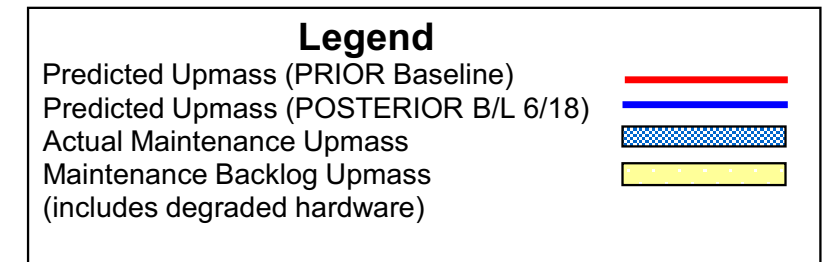 Legend
Predicted Upmass (PRIOR Baseline)
Predicted Upmass (POSTERIOR B/L 6/18)
Actual Maintenance Upmass
Maintenance Backlog Upmass
(includes degraded hardware)